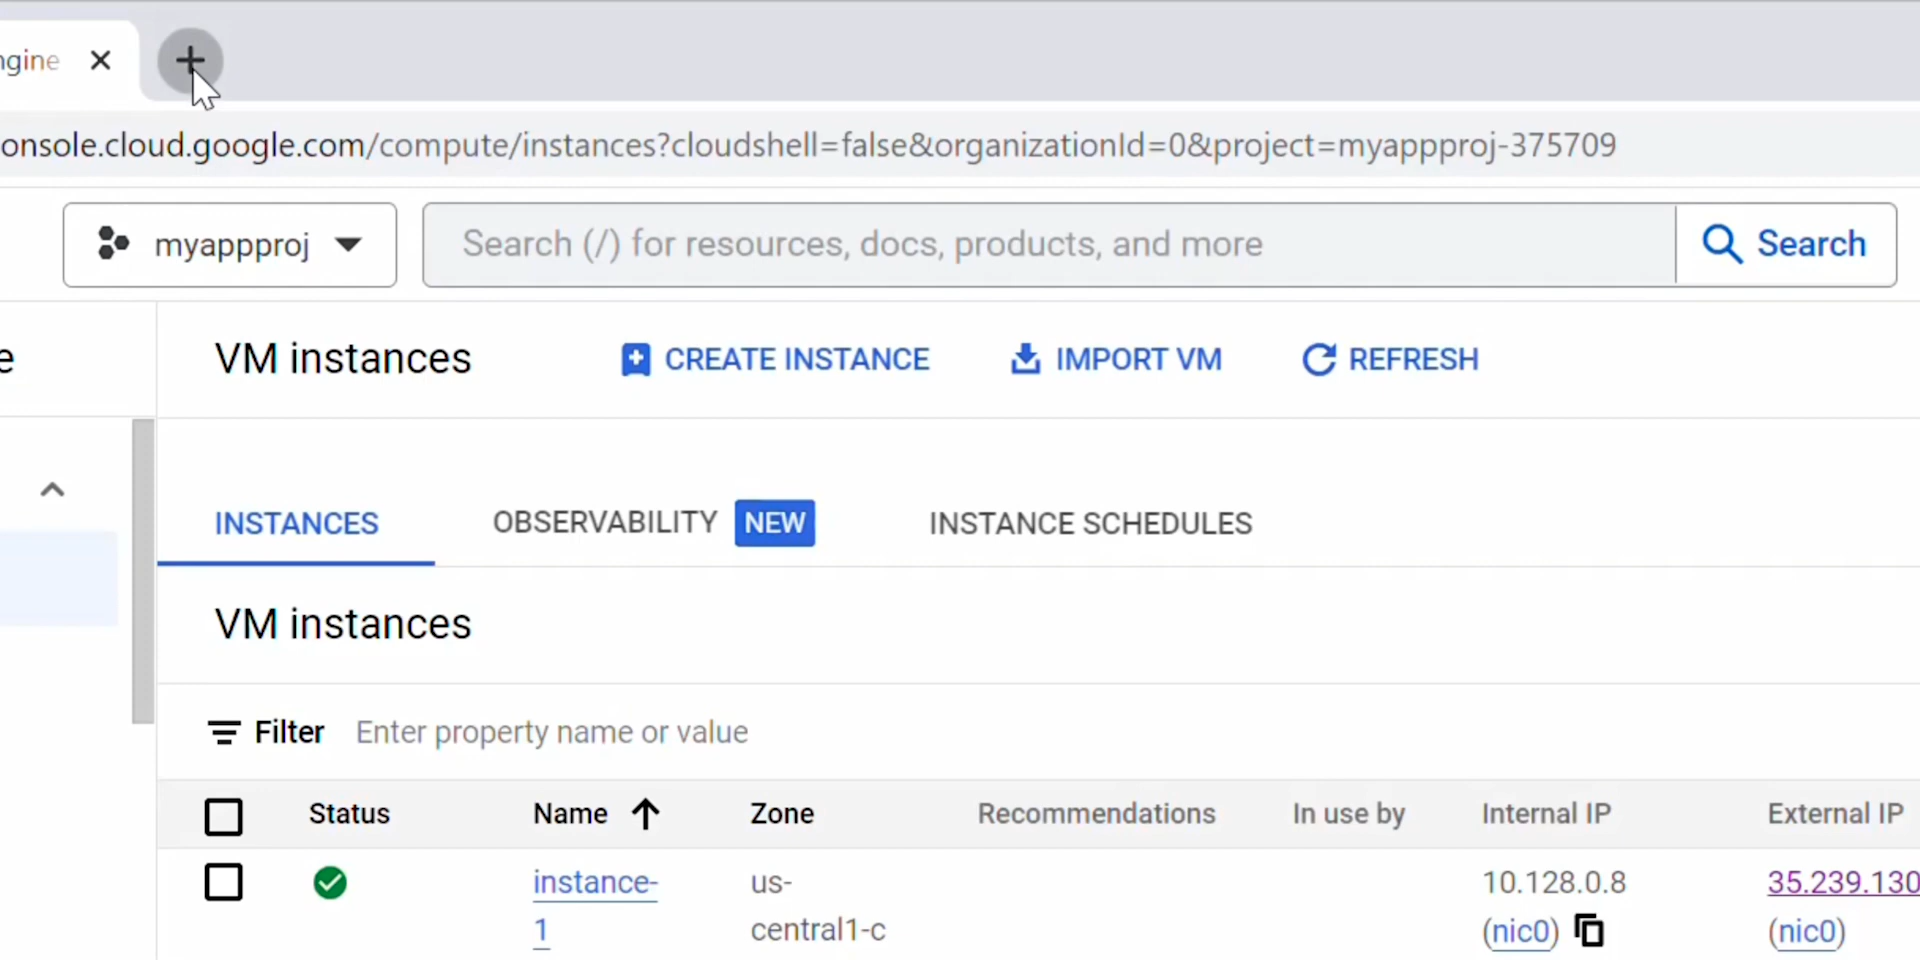 ngine
onsole.cloud.google.com/compute/instances?cloudshell=false&organizationId=0&project=myappproj-375709
myappproj
Search (/) for resources, docs, products, and more
Search
e
VM instances
CREATE INSTANCE
IMPORT VM
REFRESH
INSTANCES
OBSERVABILITY
NEW
INSTANCE SCHEDULES
VM instances
Filter
Enter property name or value
Status
Name
Zone
Recommendations
In use by
Internal IP
External IP
instance-
1
us-
central1-c
10.128.0.8
(nic0)
35.239.130
(nic0)